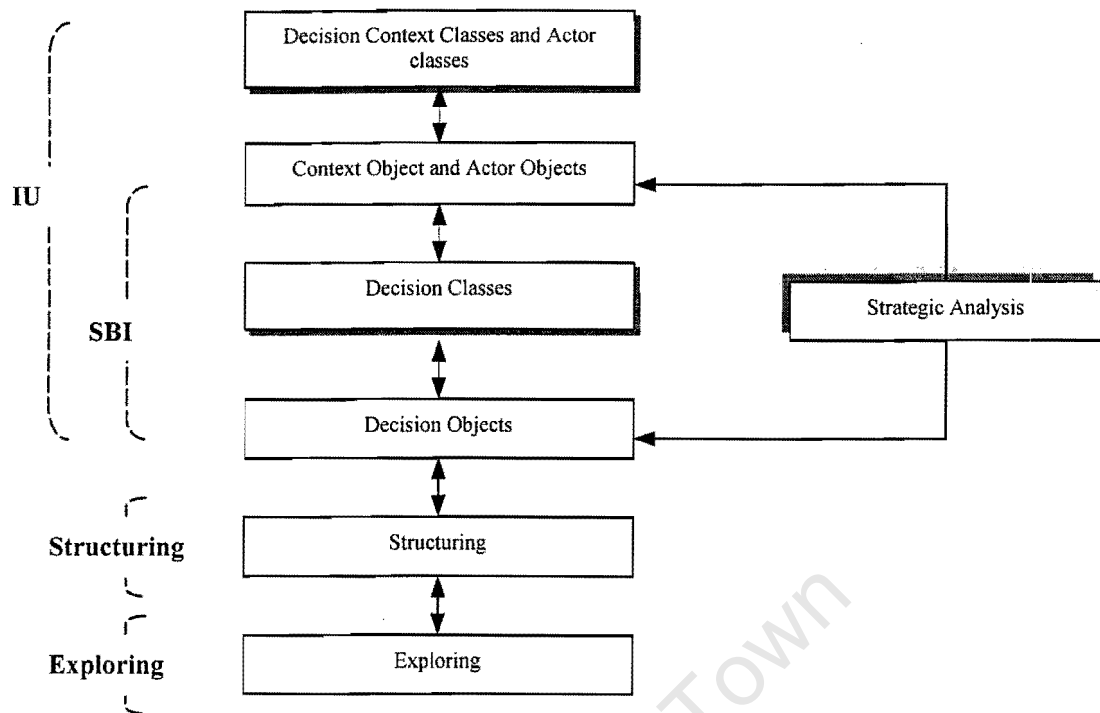 Decision Context Classes and Actor
classes
Context Object and Actor Objects
IU
Decision Classes
Strategic Analysis
SBI
Decision Objects
Structuring
Structuring
Exploring
Exploring
Town